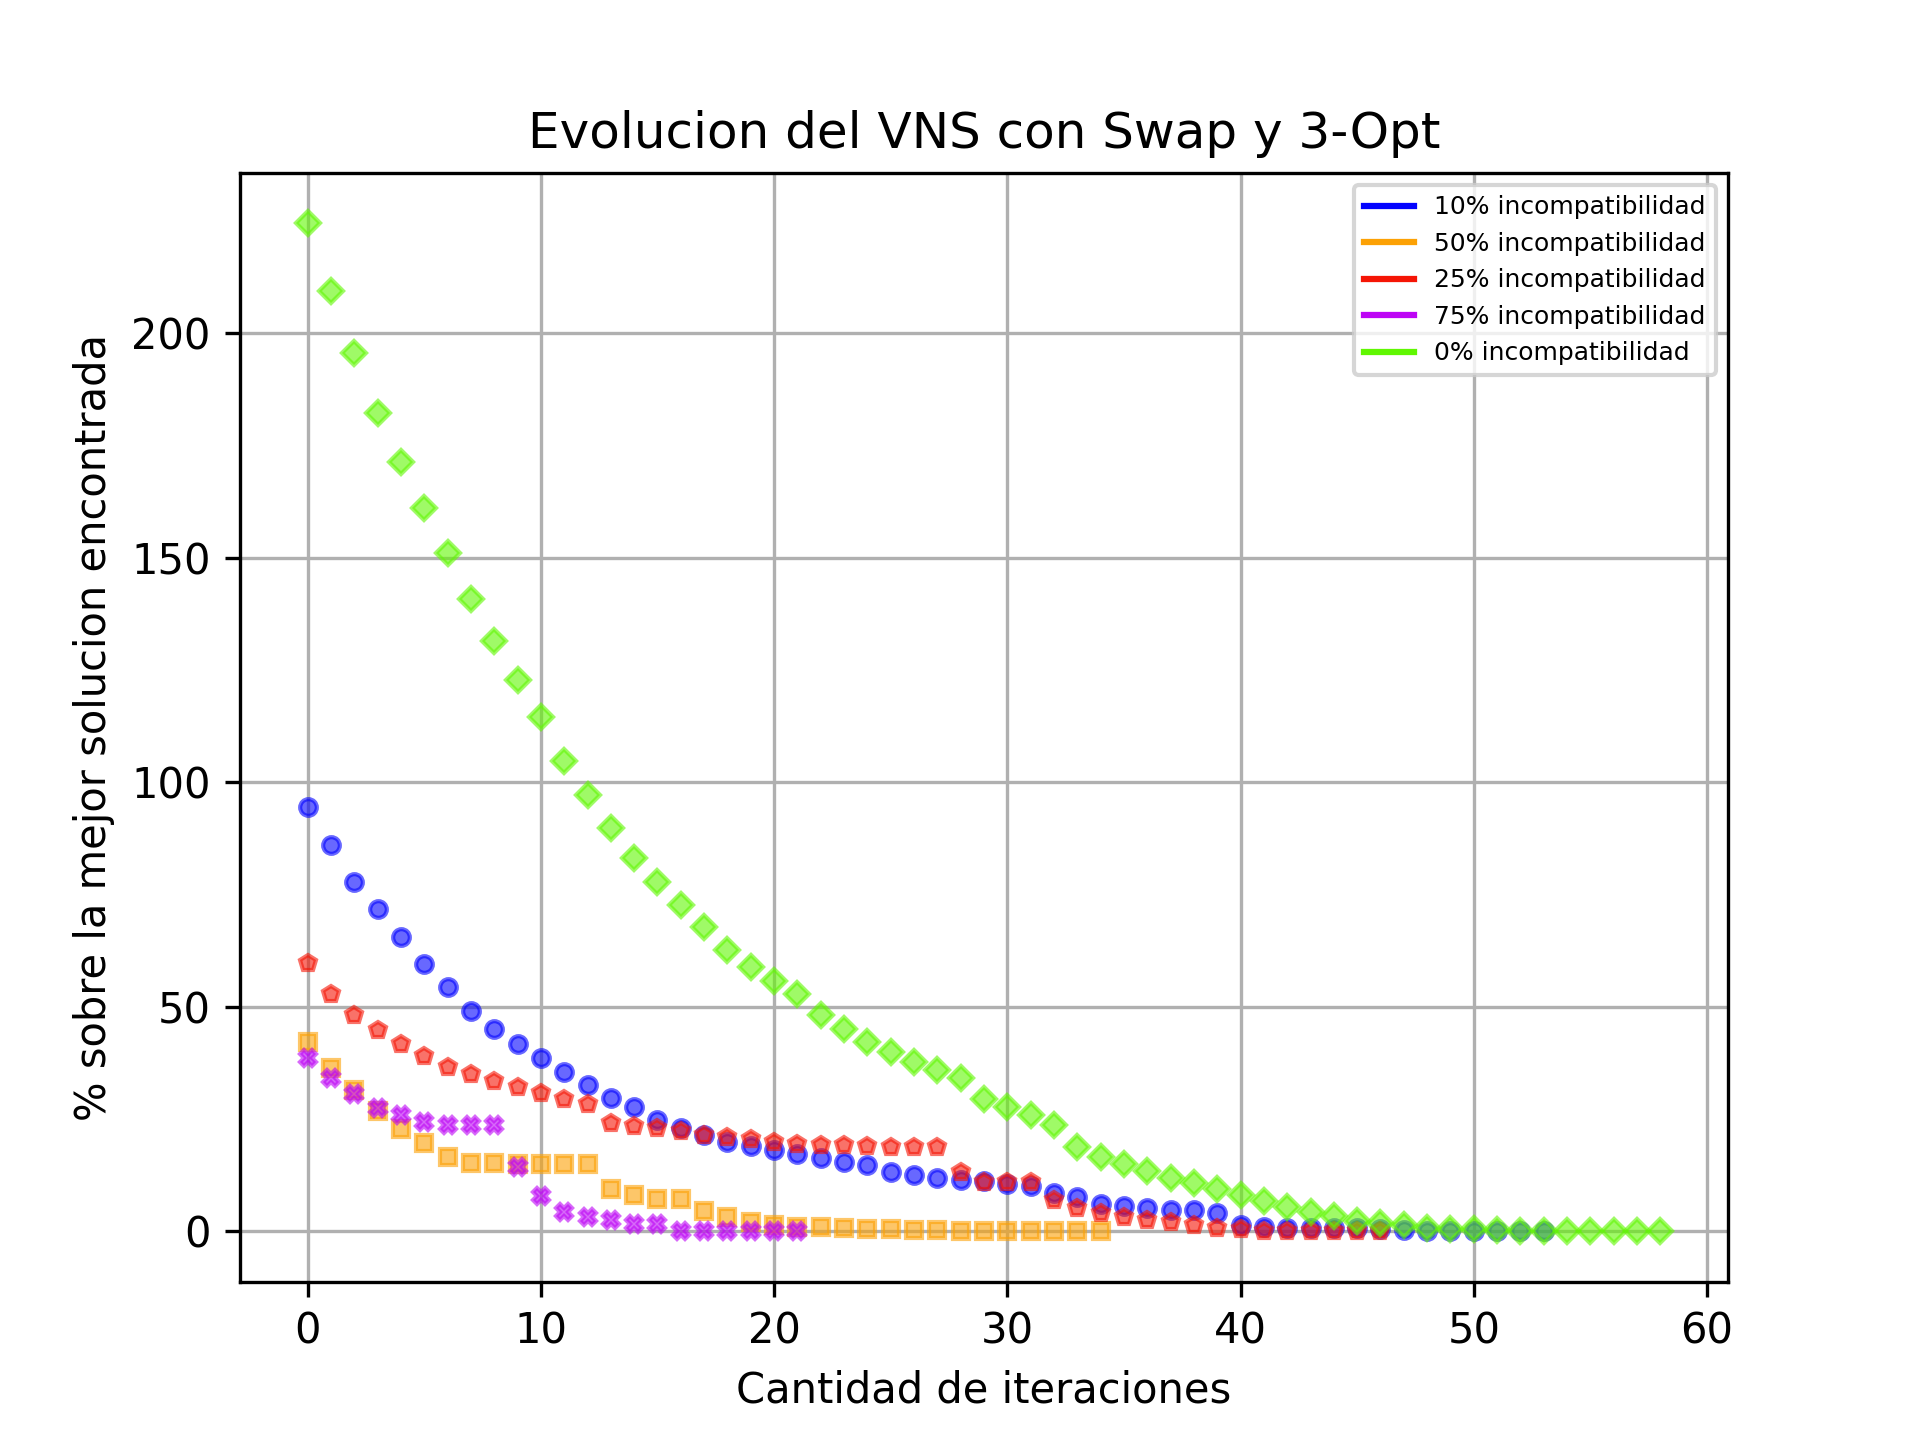 Evolucion del VNS con Swap y 3-Opt
10% incompatibilidad
50% incompatibilidad
25% incompatibilidad
75% incompatibilidad
0% incompatibilidad
% sobre la mejor solucion encontrada
200
150
100
50
0
0 10 20 30 40 50 60
Cantidad de iteraciones